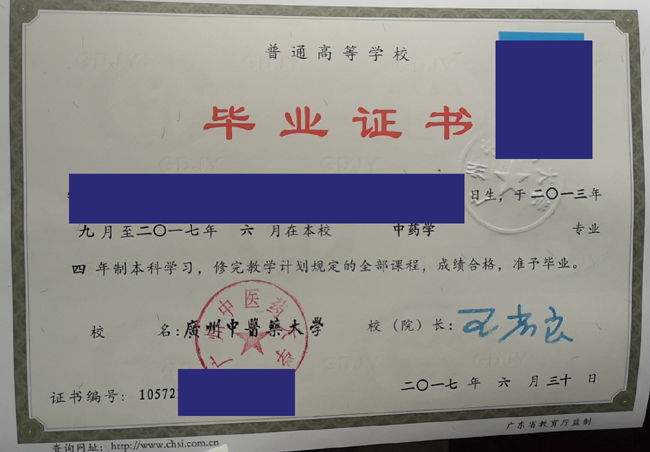 普通高等学校
毕业证书
日生，于二〇一三年
九月至二〇一七年 六 月在本校 中药学 专业
四 年制本科学习，修完教学计划规定的全部课程，成绩合格，准予毕业。
校 名：廣州中醫藥大學 校（院）长：
证书编号：10572
二〇一七 年 六 月 三十 日
广东省教育厅监制
查询网址：http://www.chsi.com.cn